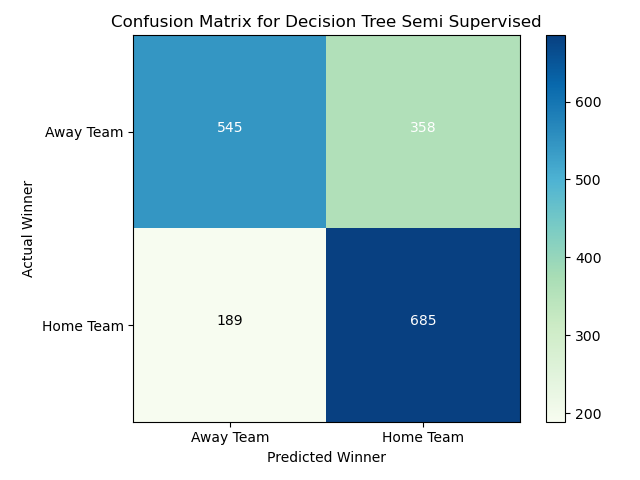 Confusion Matrix for Decision Tree Semi Supervised
Actual Winner
Away Team
545
358
Home Team
189
685
Away Team
Home Team
Predicted Winner
600
500
400
300
200